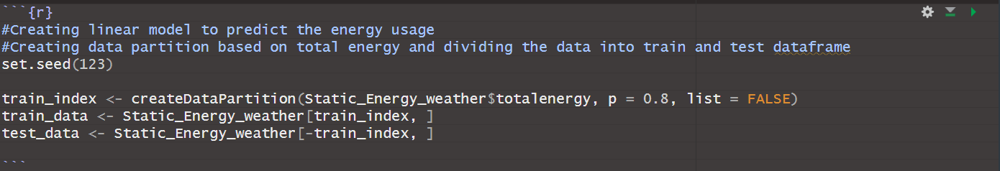 ```{r}
#Creating linear model to predict the energy usage
#Creating data partition based on total energy and dividing the data into train and test dataframe
set.seed(123)
train_index <- createDataPartition(Static_Energy_weather$totalenergy, p = 0.8, list = FALSE)
train_data <- Static_Energy_weather[train_index, ]
test_data <- Static_Energy_weather[-train_index, ]
```